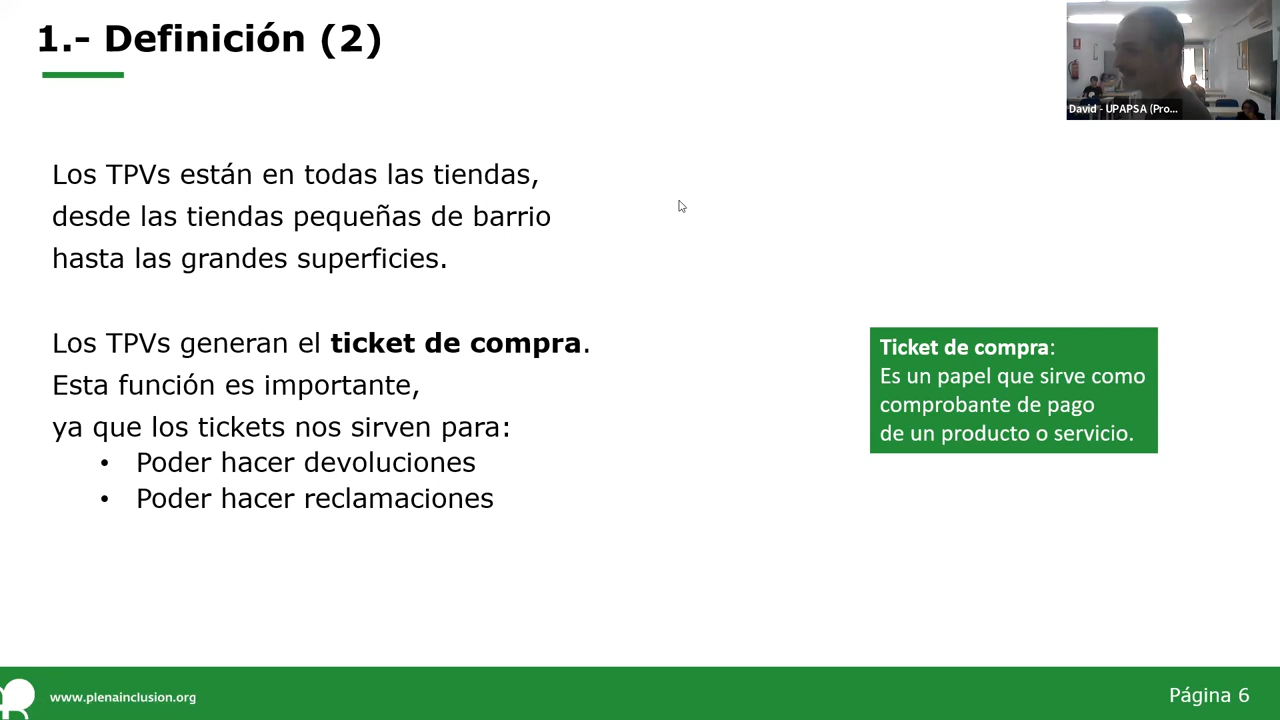 1.- Definición (2)
David - UPAPSA (Pro...
Los TPVs están en todas las tiendas,
desde las tiendas pequeñas de barrio
hasta las grandes superficies.
Los TPVs generan el ticket de compra.
Esta función es importante,
ya que los tickets nos sirven para:
• Poder hacer devoluciones
• Poder hacer reclamaciones
Ticket de compra:
Es un papel que sirve como
comprobante de pago
de un producto o servicio.
www.plenainclusion.org
Página 6